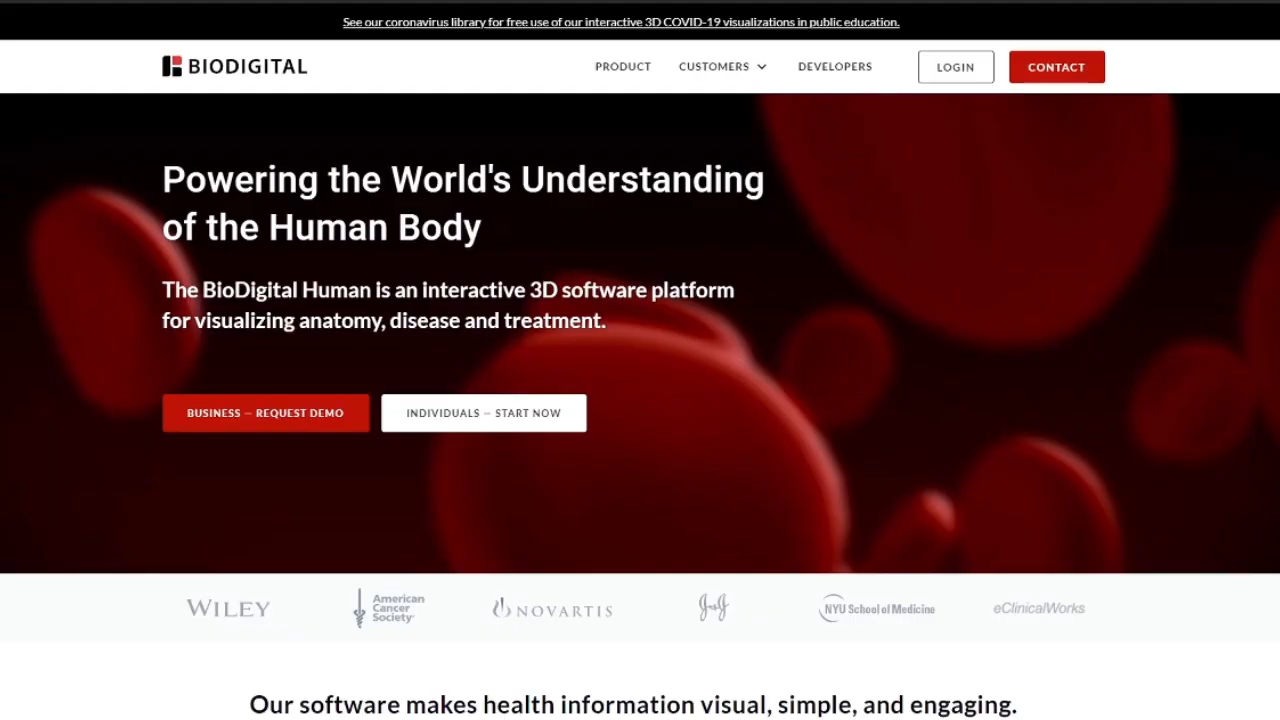 See our coronavirus library for free use of our interactive 3D COVID-19 visualizations in public education.
BIODIGITAL
PRODUCT
CUSTOMERS
DEVELOPERS
LOGIN
CONTACT
Powering the World's Understanding
of the Human Body
The BioDigital Human is an interactive 3D software platform
for visualizing anatomy, disease and treatment.
BUSINESS — REQUEST DEMO
INDIVIDUALS — START NOW
WILEY
American
Cancer
Society
NOVARTIS
J&J
NYU School of Medicine
eClinicalWorks
Our software makes health information visual, simple, and engaging.